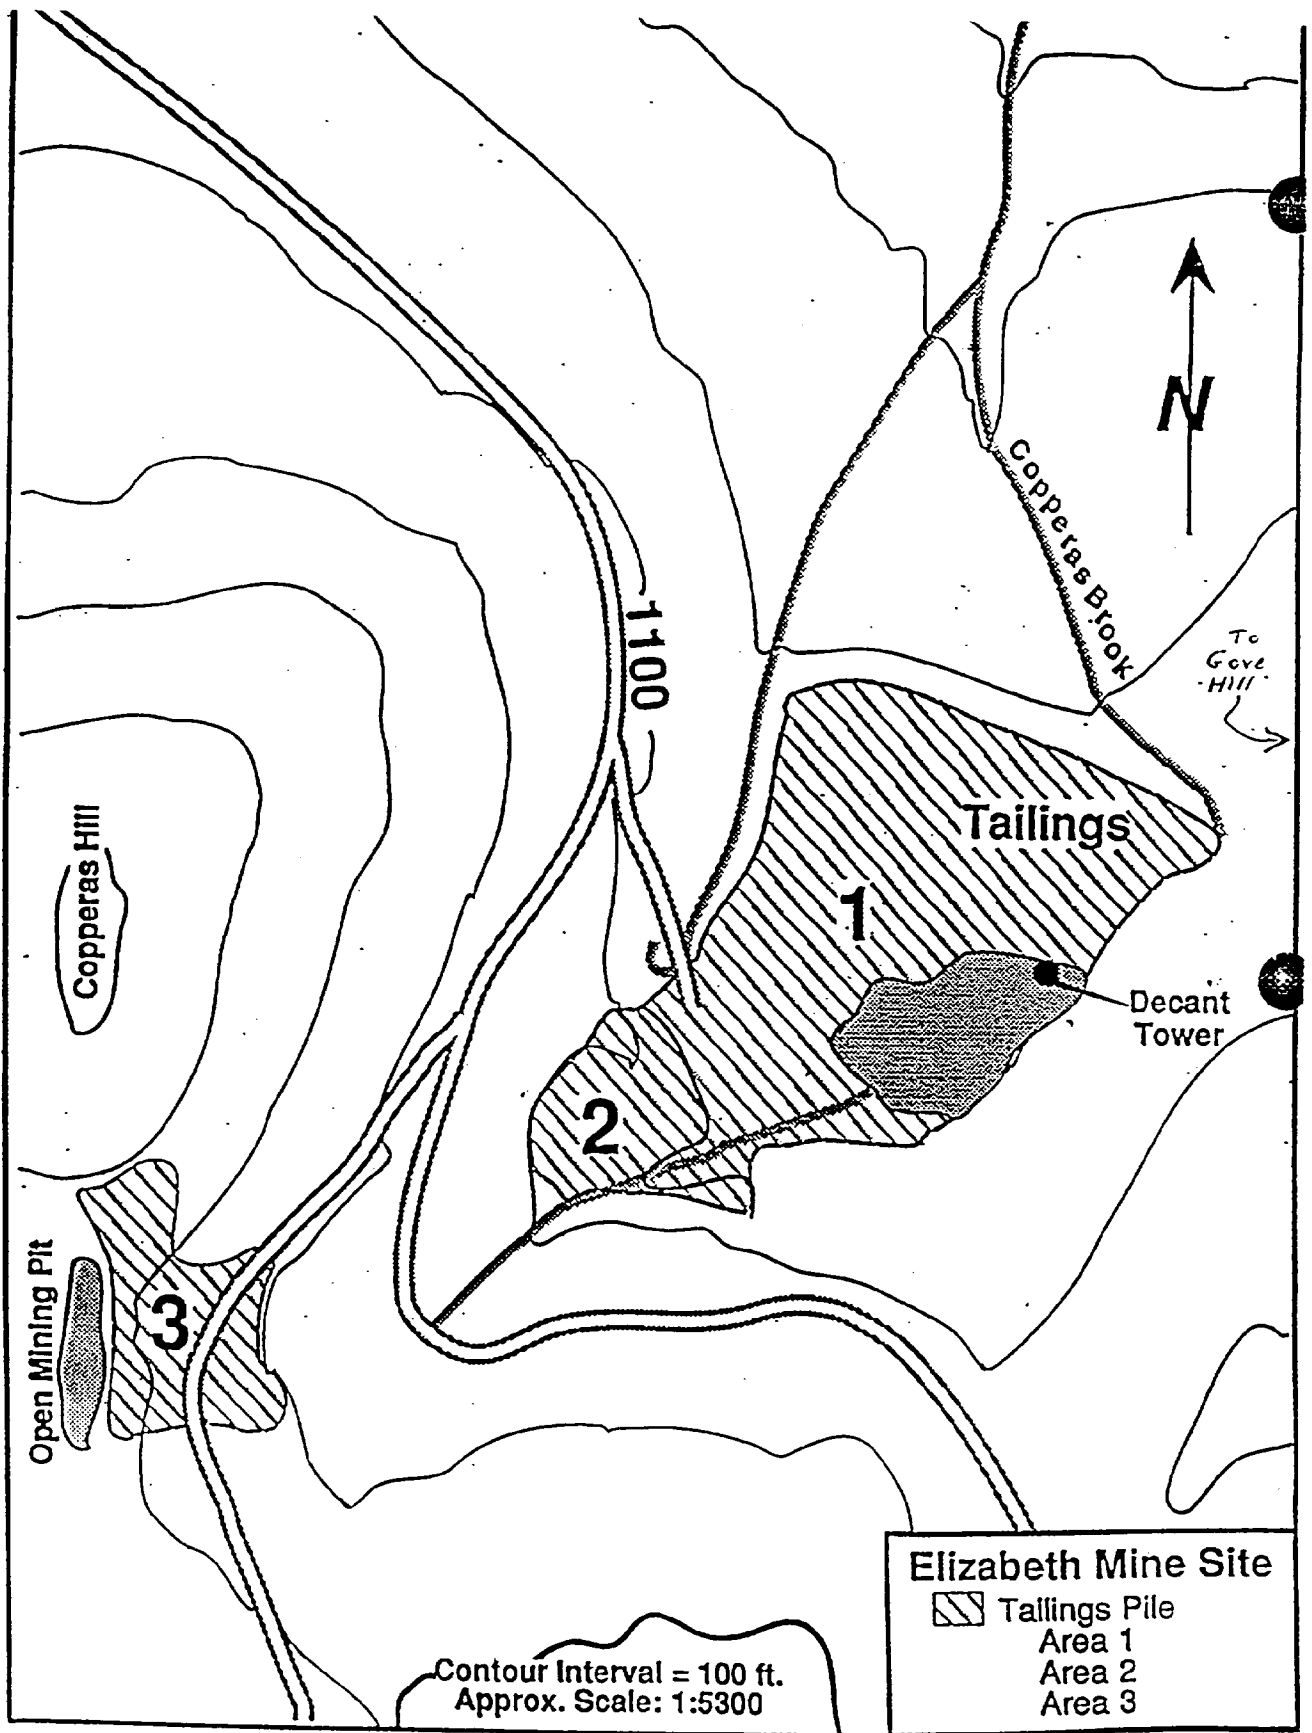 N
Copperas Brook
1100
To
Gove
Hill
Tailings
1
Copperas Hill
Decant
Tower
2
Open Mining Pit
3
Elizabeth Mine Site
Tailings Pile
Area 1
Area 2
Area 3
Contour Interval = 100 ft.
Approx. Scale: 1:5300